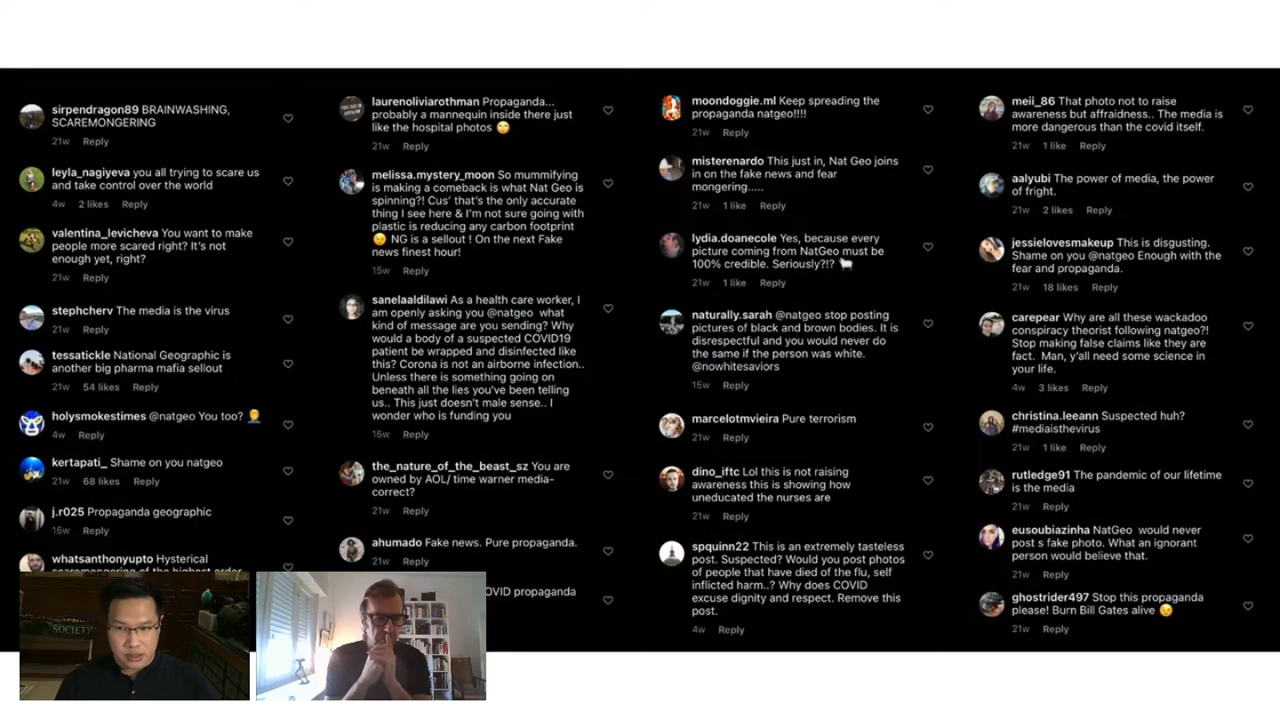 sirpendragon89 BRAINWASHING,
SCAREMONGERING
21w Reply
leyla_nagiyeva you all trying to scare us
and take control over the world
4w 2 likes Reply
valentina_levicheva You want to make
people more scared right? It's not
enough yet, right?
21w Reply
stephcherv The media is the virus
21w Reply
tessatickle National Geographic is
another big pharma mafia sellout
21w 54 likes Reply
holysmokestimes @natgeo You too? 🤦‍♂️
4w Reply
kertapati_ Shame on you natgeo
21w 68 likes Reply
j.r025 Propaganda geographic
15w Reply
whatsanthonyupto Hysterical
scaremongering of the highest order
laurenoliviarothman Propaganda...
probably a mannequin inside there just
like the hospital photos 🙄
21w Reply
melissa.mystery_moon So mummifying
is making a comeback is what Nat Geo is
spinning?! Cus' that's the only accurate
thing I see here & I'm not sure going with
plastic is reducing any carbon footprint
🤨 NG is a sellout ! On the next Fake
news finest hour!
15w Reply
sanelaaldilawi As a health care worker, I
am openly asking you @natgeo what
kind of message are you sending? Why
would a body of a suspected COVID19
patient be wrapped and disinfected like
this? Corona is not an airborne infection..
Unless there is something going on
beneath all the lies you've been telling
us.. This just doesn't male sense.. I
wonder who is funding you
15w Reply
the_nature_of_the_beast_sz You are
owned by AOL/ time warner media-
correct?
21w Reply
ahumado Fake news. Pure propaganda.
21w Reply
OVID propaganda
moondoggie.ml Keep spreading the
propaganda natgeo!!!!
21w Reply
misterenardo This just in, Nat Geo joins
in on the fake news and fear
mongering.....
21w 1 like Reply
lydia.doanecole Yes, because every
picture coming from NatGeo must be
100% credible. Seriously?!? 🐑
21w 1 like Reply
naturally.sarah @natgeo stop posting
pictures of black and brown bodies. It is
disrespectful and you would never do
the same if the person was white.
@nowhitesaviors
15w Reply
marcelotmvieira Pure terrorism
21w Reply
dino_iftc Lol this is not raising
awareness this is showing how
uneducated the nurses are
21w Reply
spquinn22 This is an extremely tasteless
post. Suspected? Would you post photos
of people that have died of the flu, self
inflicted harm..? Why does COVID
excuse dignity and respect. Remove this
post.
4w Reply
meii_86 That photo not to raise
awareness but affraidness.. The media is
more dangerous than the covid itself.
21w 1 like Reply
aalyubi The power of media, the power
of fright.
21w 2 likes Reply
jessielovesmakeup This is disgusting.
Shame on you @natgeo Enough with the
fear and propaganda.
21w 18 likes Reply
carepear Why are all these wackadoo
conspiracy theorist following natgeo?!
Stop making false claims like they are
fact. Man, y'all need some science in
your life.
4w 3 likes Reply
christina.leeann Suspected huh?
#mediaisthevirus
21w 1 like Reply
rutledge91 The pandemic of our lifetime
is the media
21w Reply
eusoubiazinha NatGeo would never
post s fake photo. What an ignorant
person would believe that.
21w Reply
ghostrider497 Stop this propaganda
please! Burn Bill Gates alive 😉
21w Reply
SOCIETY